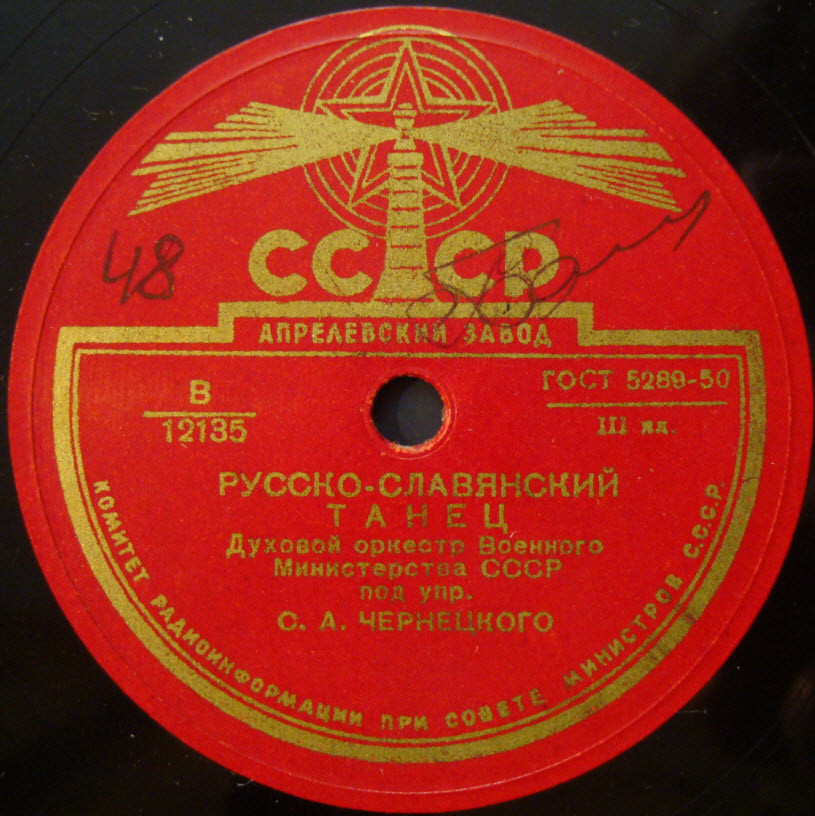 48
СССР
АПРЕЛЕВСКИЙ ЗАВОД
В
12135
ГОСТ 5289-50
III ид.
РУССКО-СЛАВЯНСКИЙ
ТАНЕЦ
Духовой оркестр Военного
Министерства СССР
под упр.
С. А. ЧЕРНЕЦКОГО
КОМИТЕТ РАДИОИНФОРМАЦИИ ПРИ СОВЕТЕ МИНИСТРОВ С.С.С.Р.